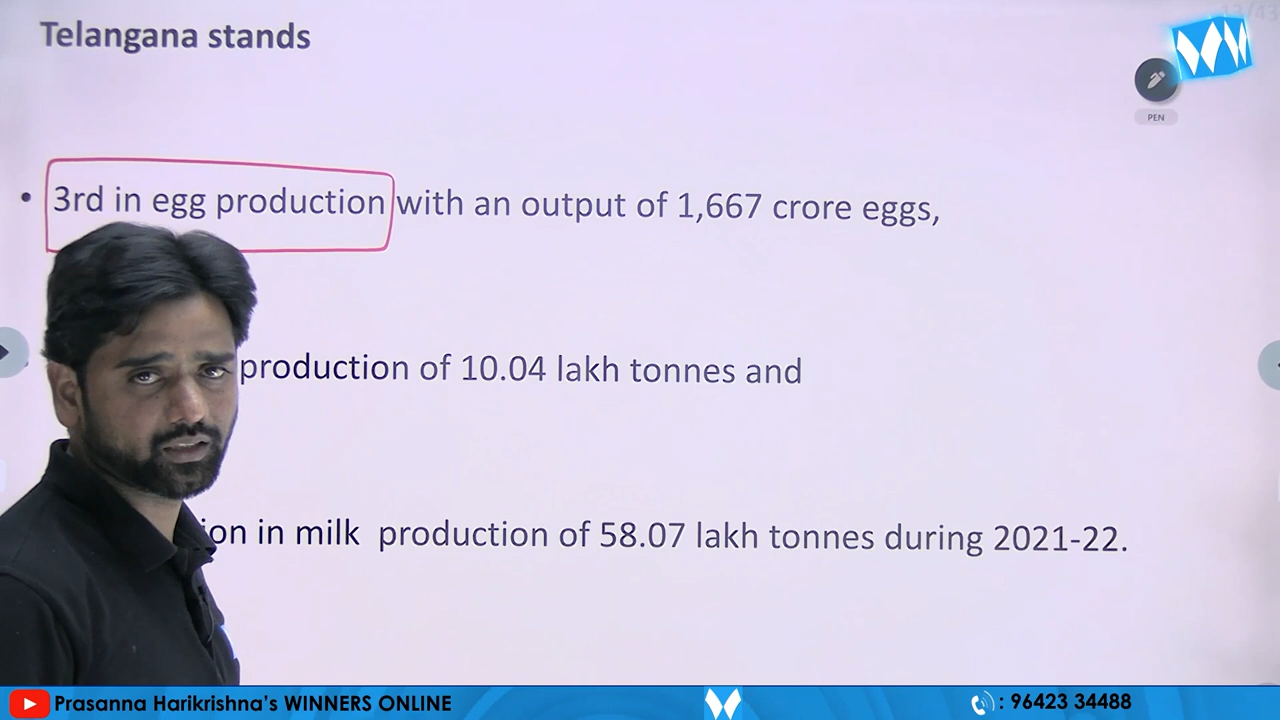 Telangana stands
PEN
• 3rd in egg production with an output of 1,667 crore eggs,
production of 10.04 lakh tonnes and
ion in milk production of 58.07 lakh tonnes during 2021-22.
Prasanna Harikrishna's WINNERS ONLINE
: 96423 34488